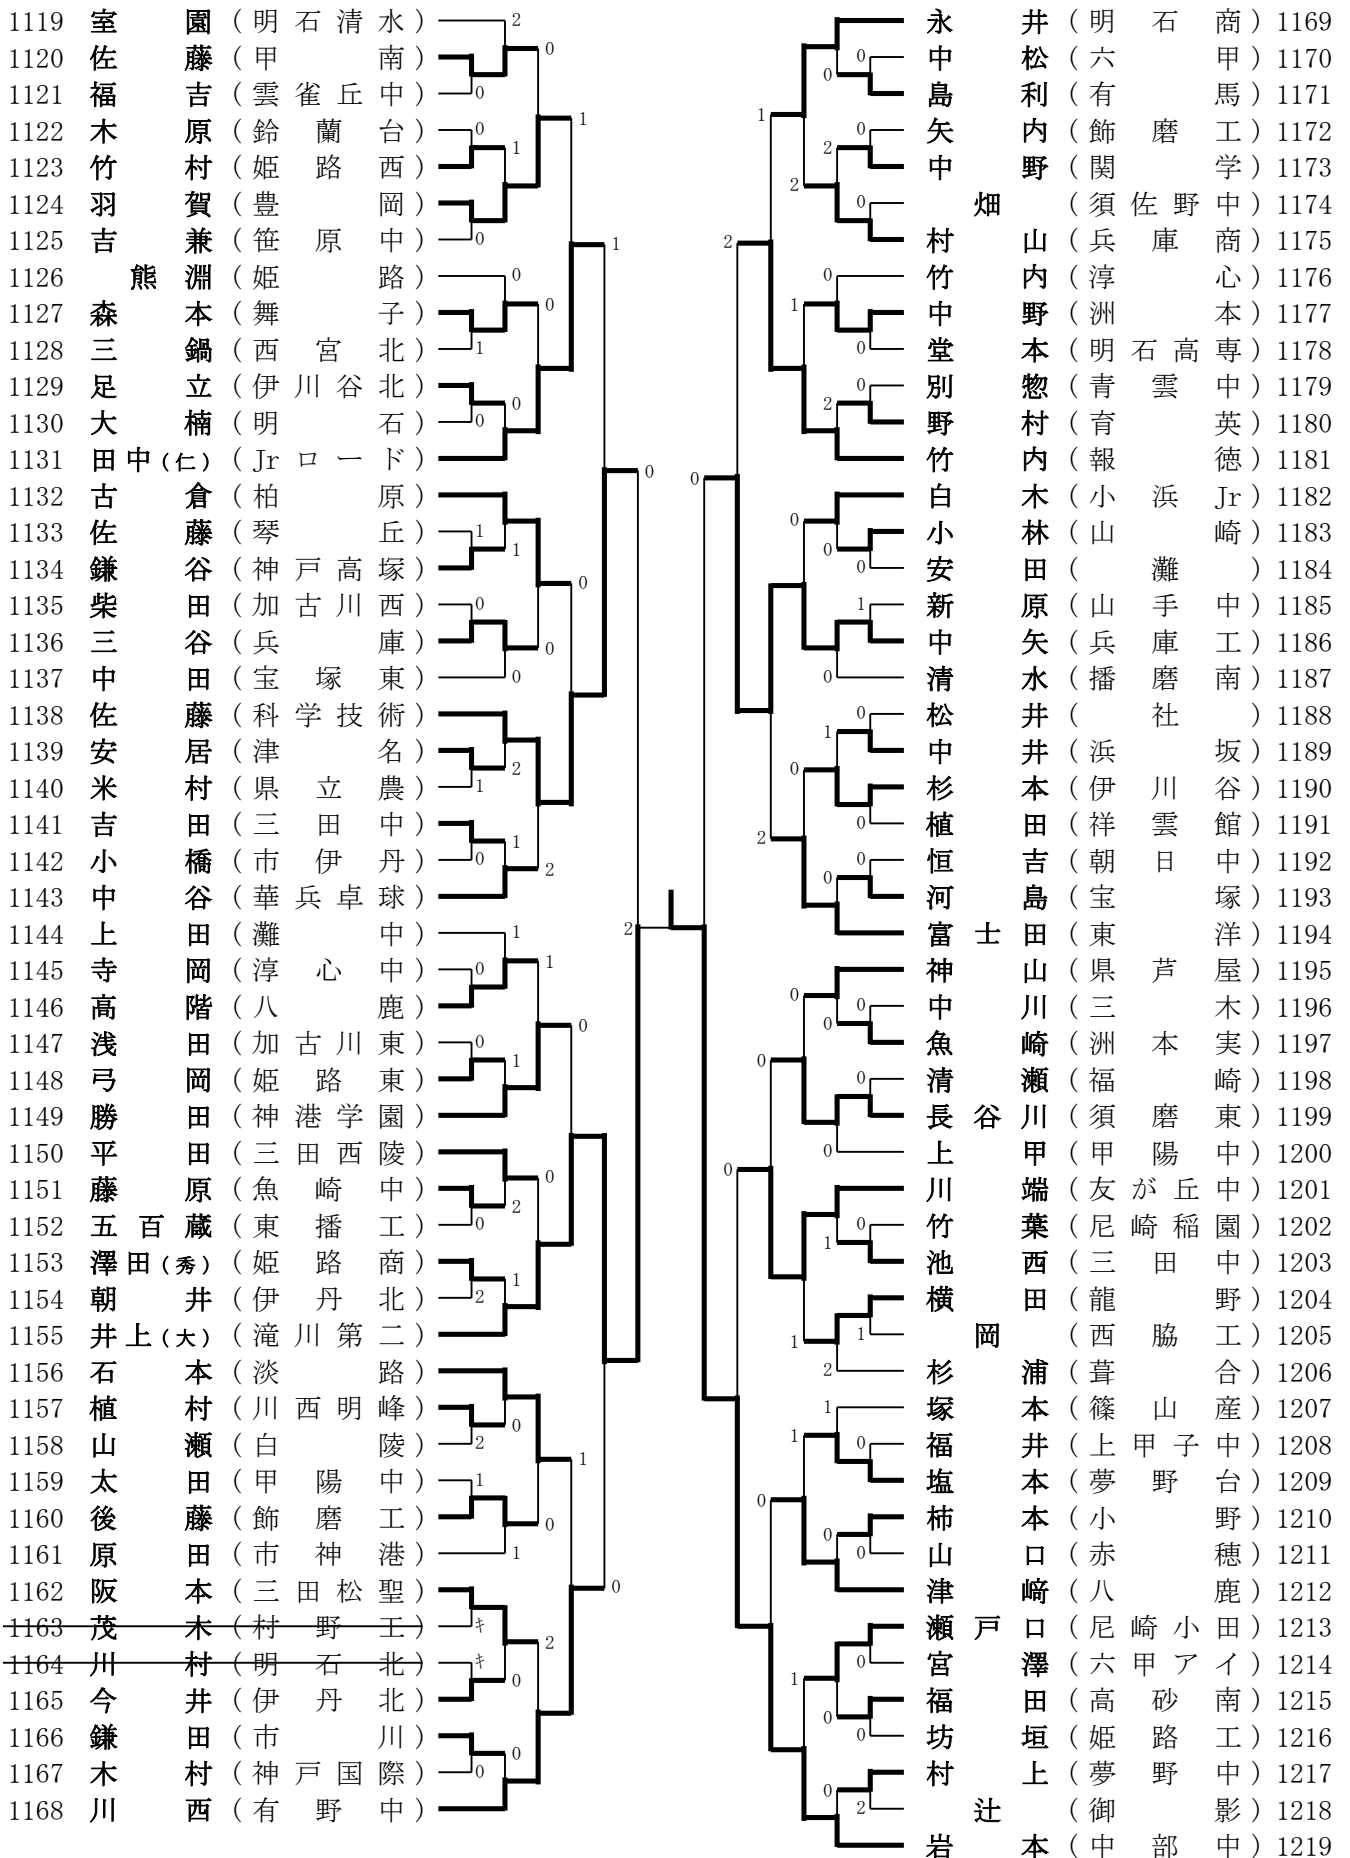 1119 室園 (明石清水)
1120 佐藤 (甲南)
1121 福吉 (雲雀丘中)
1122 木原 (鈴蘭台)
1123 竹村 (姫路西)
1124 羽賀 (豊岡)
1125 吉兼 (笹原中)
1126 熊淵 (姫路)
1127 森本 (舞子)
1128 三鍋 (西宮北)
1129 足立 (伊川谷北)
1130 大楠 (明石)
1131 田中(仁) (Jrロード)
1132 古倉 (柏原)
1133 佐藤 (琴丘)
1134 鎌谷 (神戸高塚)
1135 柴田 (加古川西)
1136 三谷 (兵庫)
1137 中田 (宝塚東)
1138 佐藤 (科学技術)
1139 安居 (津名)
1140 米村 (県立農)
1141 吉田 (三田中)
1142 小橋 (市伊丹)
1143 中谷 (華兵卓球)
1144 上田 (灘中)
1145 寺岡 (淳心中)
1146 高階 (八鹿)
1147 浅田 (加古川東)
1148 弓岡 (姫路東)
1149 勝田 (神港学園)
1150 平田 (三田西陵)
1151 藤原 (魚崎中)
1152 五百蔵 (東播工)
1153 澤田(秀) (姫路商)
1154 朝井 (伊丹北)
1155 井上(大) (滝川第二)
1156 石本 (淡路)
1157 植村 (川西明峰)
1158 山瀬 (白陵)
1159 太田 (甲陽中)
1160 後藤 (飾磨工)
1161 原田 (市神港)
1162 阪本 (三田松聖)
1163 茂木 (村野工) キ
1164 川村 (明石北) キ
1165 今井 (伊丹北)
1166 鎌田 (市川)
1167 木村 (神戸国際)
1168 川西 (有野中)
永井 (明石商) 1169
中松 (六甲) 1170
島利 (有馬) 1171
矢内 (飾磨工) 1172
中野 (関学) 1173
畑 (須佐野中) 1174
村山 (兵庫商) 1175
竹内 (淳心) 1176
中野 (洲本) 1177
堂本 (明石高専) 1178
別惣 (青雲中) 1179
野村 (育英) 1180
竹内 (報徳) 1181
白木 (小浜Jr) 1182
小林 (山崎) 1183
安田 (灘) 1184
新原 (山手中) 1185
中矢 (兵庫工) 1186
清水 (播磨南) 1187
松井 (社) 1188
中井 (浜坂) 1189
杉本 (伊川谷) 1190
植田 (祥雲館) 1191
恒吉 (朝日中) 1192
河島 (宝塚) 1193
富士田 (東洋) 1194
神山 (県芦屋) 1195
中川 (三木) 1196
魚崎 (洲本実) 1197
清瀬 (福崎) 1198
長谷川 (須磨東) 1199
上甲 (甲陽中) 1200
川端 (友が丘中) 1201
竹葉 (尼崎稲園) 1202
池西 (三田中) 1203
横田 (龍野) 1204
岡 (西脇工) 1205
杉浦 (葺合) 1206
塚本 (篠山産) 1207
福井 (上甲子中) 1208
塩本 (夢野台) 1209
柿本 (小野) 1210
山口 (赤穂) 1211
津﨑 (八鹿) 1212
瀬戸口 (尼崎小田) 1213
宮澤 (六甲アイ) 1214
福田 (高砂南) 1215
坊垣 (姫路工) 1216
村上 (夢野中) 1217
辻 (御影) 1218
岩本 (中部中) 1219